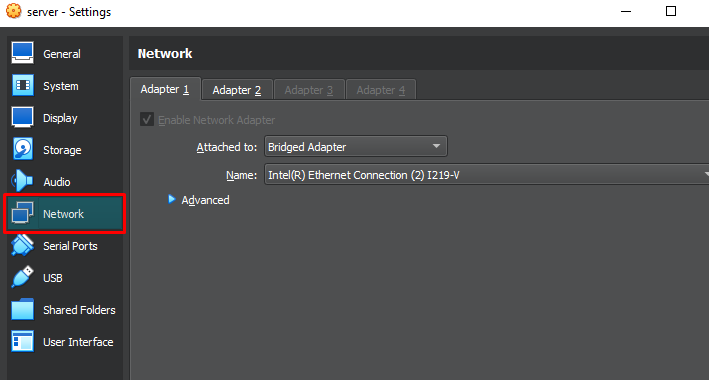 server - Settings
General
System
Display
Storage
Audio
Network
Serial Ports
USB
Shared Folders
User Interface
Network
Adapter 1 Adapter 2 Adapter 3 Adapter 4
Enable Network Adapter
Attached to: Bridged Adapter
Name: Intel(R) Ethernet Connection (2) I219-V
Advanced